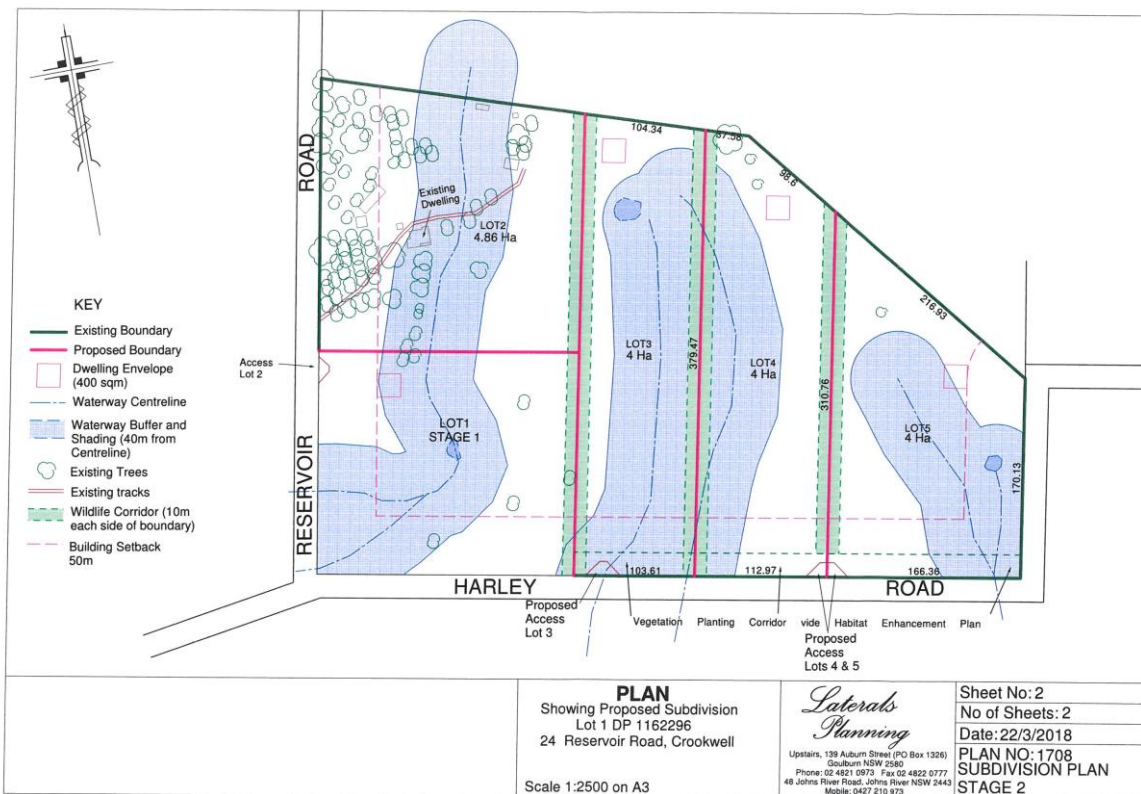 ROAD
RESERVOIR
HARLEY
ROAD
104.34
37.58
98.6
216.93
170.13
379.47
310.76
103.61
112.97
166.36
Existing
Dwelling
LOT2
4.86 Ha
LOT3
4 Ha
LOT4
4 Ha
LOT5
4 Ha
LOT1
STAGE 1
KEY
Existing Boundary
Proposed Boundary
Dwelling Envelope
(400 sqm)
Waterway Centreline
Waterway Buffer and
Shading (40m from
Centreline)
Existing Trees
Existing tracks
Wildlife Corridor (10m
each side of boundary)
Building Setback
50m
Access
Lot 2
Proposed
Access
Lot 3
Vegetation Planting Corridor vide Habitat Enhancement Plan
Proposed
Access
Lots 4 & 5
PLAN
Showing Proposed Subdivision
Lot 1 DP 1162296
24 Reservoir Road, Crookwell
Scale 1:2500 on A3
Laterals
Planning
Upstairs, 139 Auburn Street (PO Box 1326)
Goulburn NSW 2580
Phone: 02 4821 0973 Fax 02 4822 0777
48 Johns River Road, Johns River NSW 2443
Mobile: 0427 210 973
Sheet No: 2
No of Sheets: 2
Date: 22/3/2018
PLAN NO: 1708
SUBDIVISION PLAN
STAGE 2